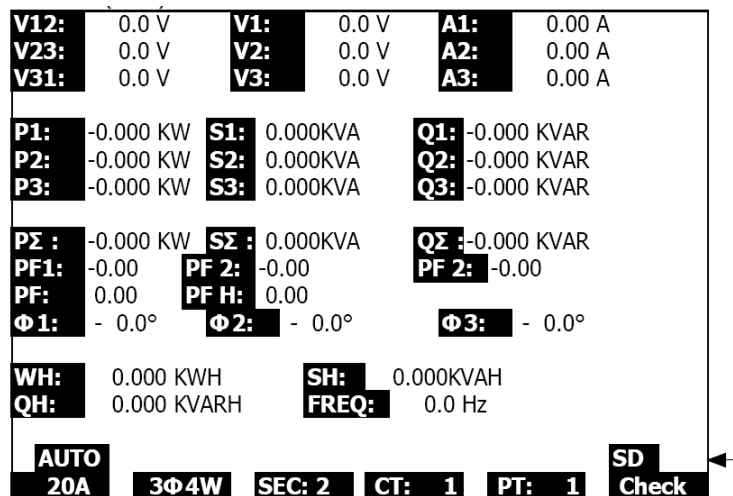 V12: 0.0 V V1: 0.0 V A1: 0.00 A
V23: 0.0 V V2: 0.0 V A2: 0.00 A
V31: 0.0 V V3: 0.0 V A3: 0.00 A
P1: -0.000 KW S1: 0.000KVA Q1: -0.000 KVAR
P2: -0.000 KW S2: 0.000KVA Q2: -0.000 KVAR
P3: -0.000 KW S3: 0.000KVA Q3: -0.000 KVAR
PΣ : -0.000 KW SΣ : 0.000KVA QΣ :-0.000 KVAR
PF1: -0.00 PF 2: -0.00 PF 2: -0.00
PF: 0.00 PF H: 0.00
Φ1: - 0.0° Φ2: - 0.0° Φ3: - 0.0°
WH: 0.000 KWH SH: 0.000KVAH
QH: 0.000 KVARH FREQ: 0.0 Hz
AUTO SD
20A 3Φ4W SEC: 2 CT: 1 PT: 1 Check